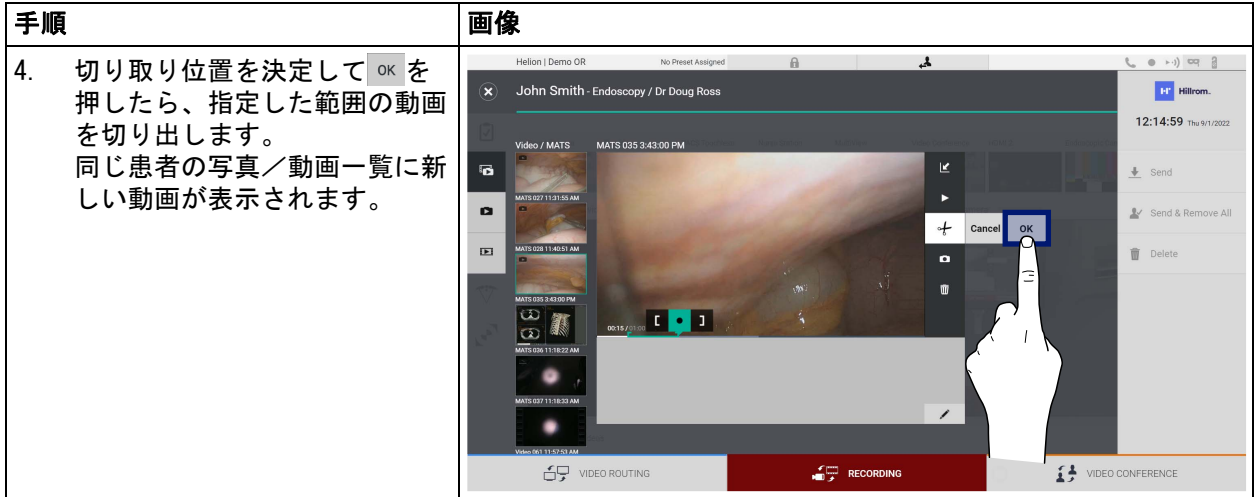 手順
画像
4. 切り取り位置を決定して OK を
押したら、指定した範囲の動画
を切り出します。
同じ患者の写真／動画一覧に新
しい動画が表示されます。
Helion | Demo OR
No Preset Assigned
John Smith - Endoscopy / Dr Doug Ross
Hillrom.
12:14:59 Thu 9/1/2022
Video / MATS
MATS 035 3:43:00 PM
MATS 027 11:31:55 AM
MATS 028 11:40:51 AM
MATS 035 3:43:00 PM
MATS 036 11:18:22 AM
MATS 037 11:18:33 AM
Video 061 11:57:53 AM
00:15 / 01:00
[ ]
Cancel
OK
Send
Send & Remove All
Delete
VIDEO ROUTING
RECORDING
VIDEO CONFERENCE